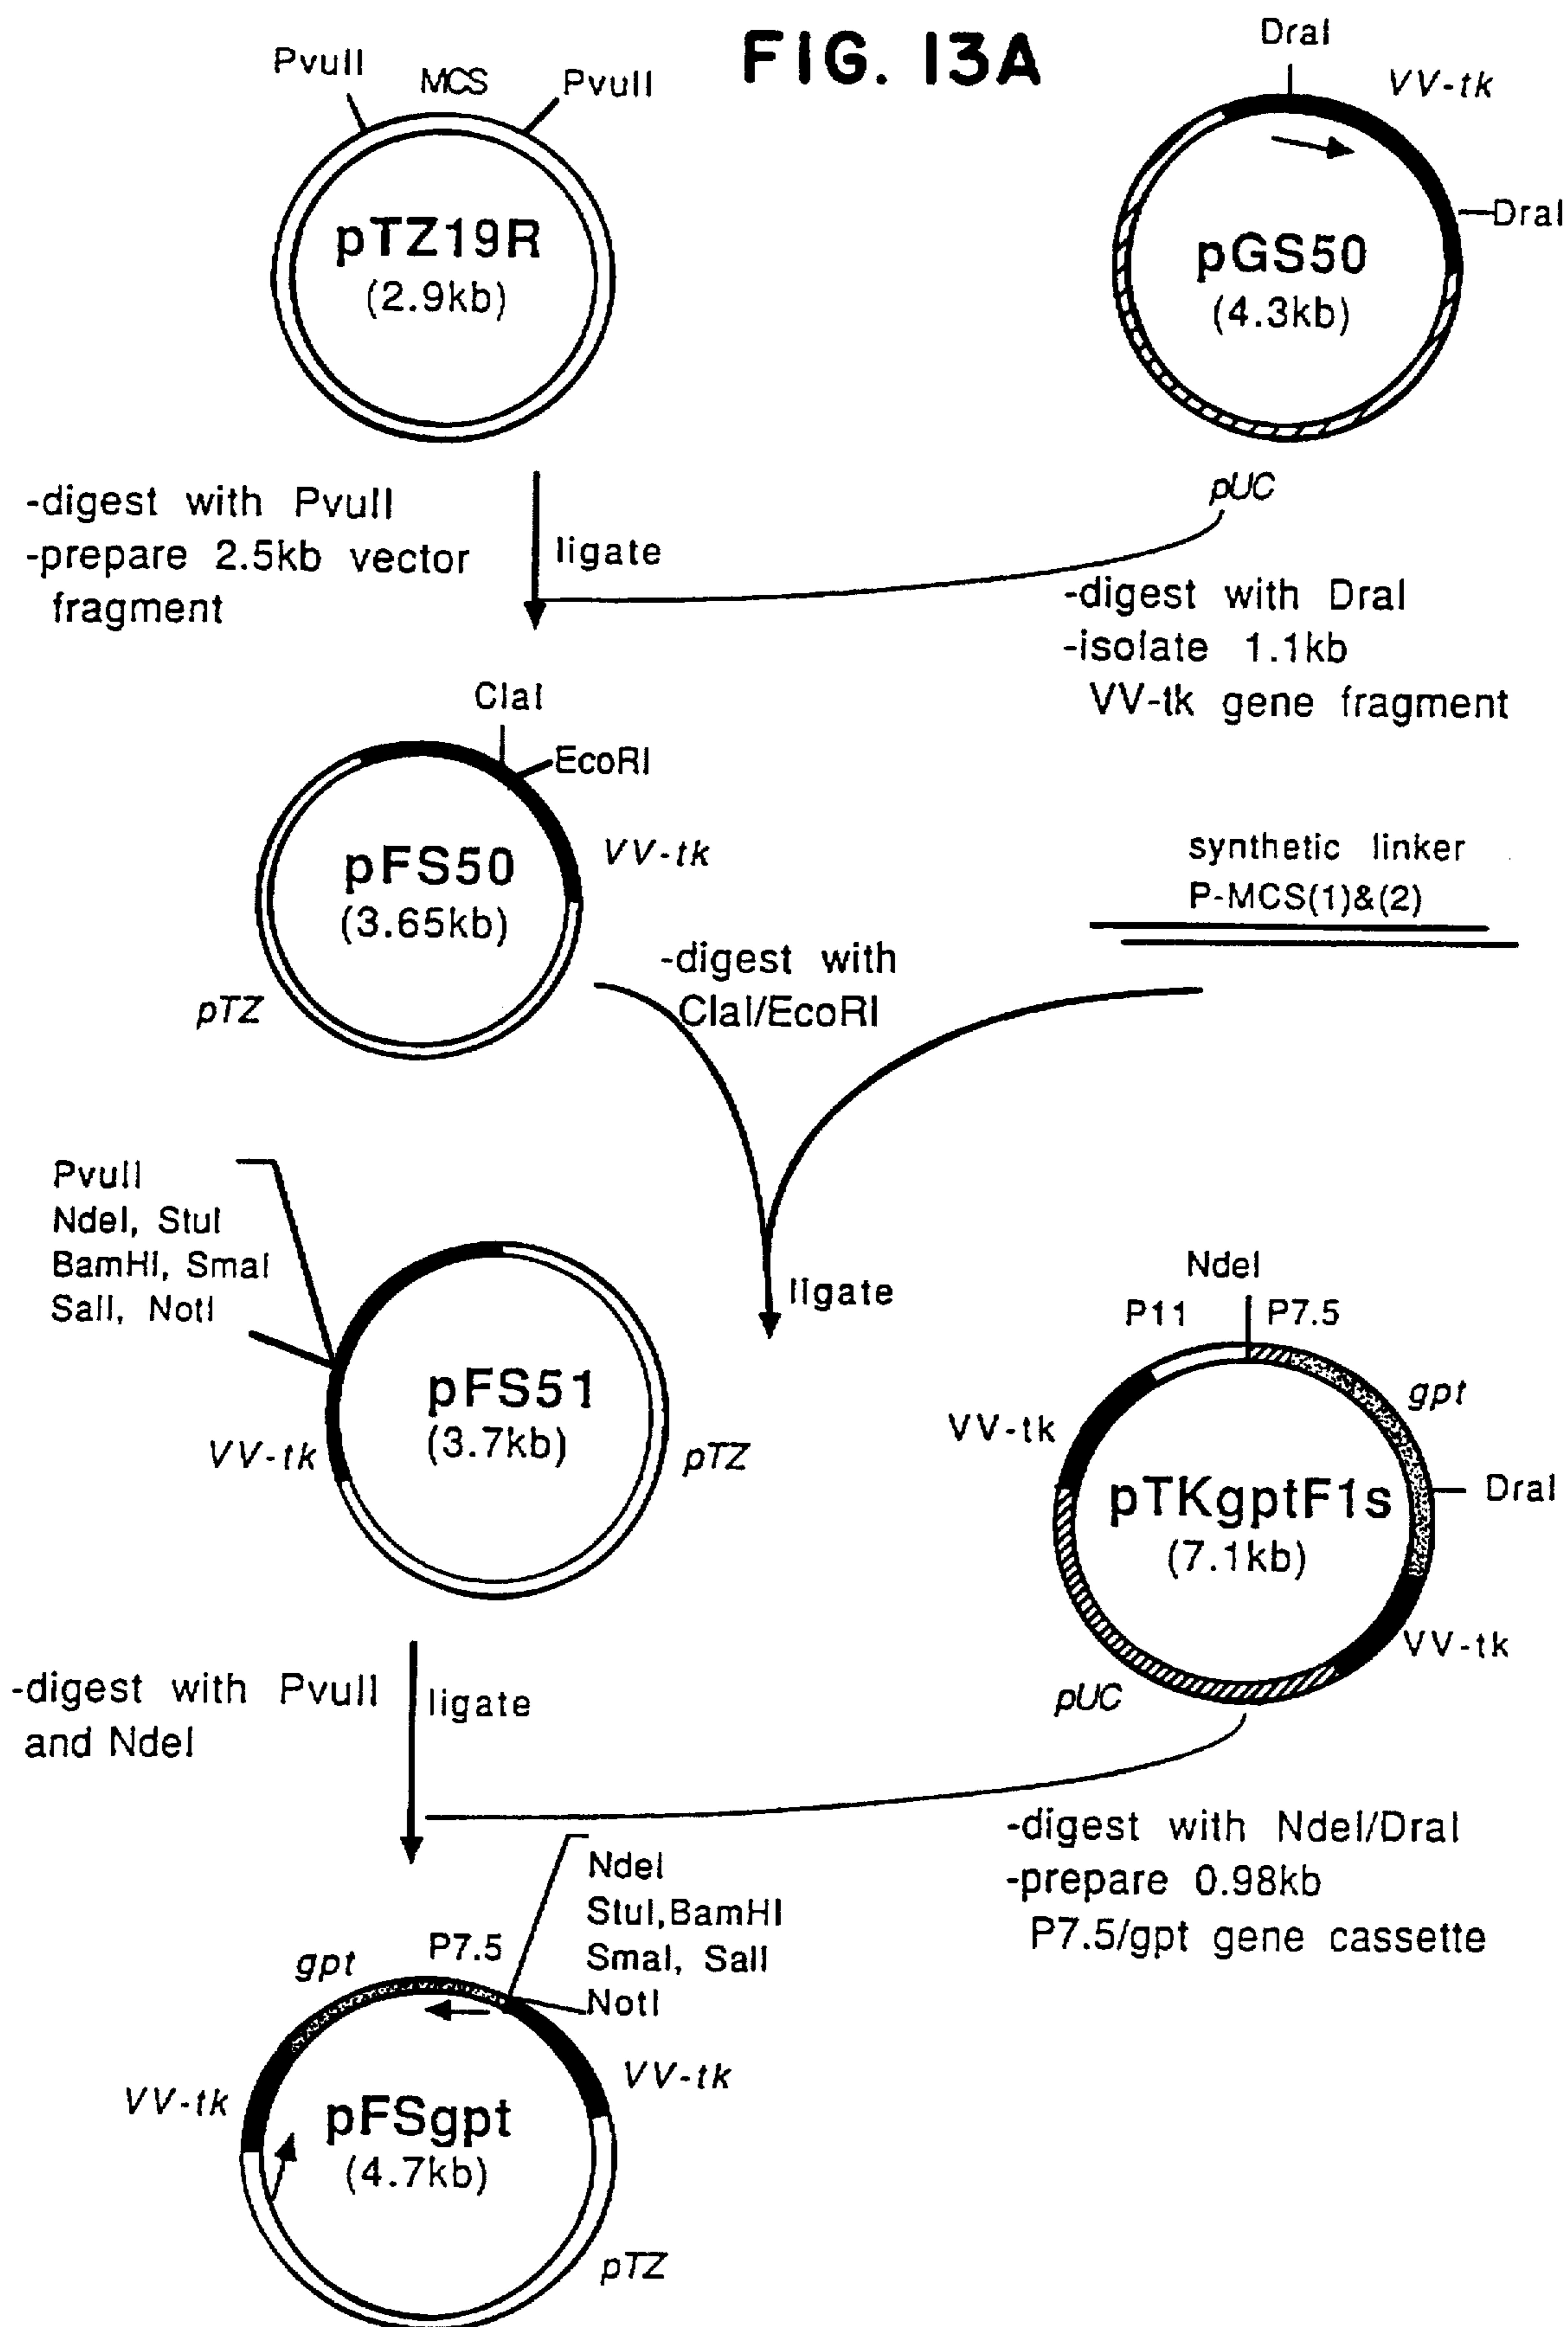 FIG. 13A
PvuII
MCS
PvuII
pTZ19R
(2.9kb)
DraI
VV-tk
DraI
pGS50
(4.3kb)
pUC
-digest with PvuII
-prepare 2.5kb vector
fragment
ligate
-digest with DraI
-isolate 1.1kb
VV-tk gene fragment
ClaI
EcoRI
pFS50
(3.65kb)
VV-tk
pTZ
synthetic linker
P-MCS(1)&(2)
-digest with
ClaI/EcoRI
ligate
PvuII
NdeI, StuI
BamHI, SmaI
SalI, NotI
pFS51
(3.7kb)
VV-tk
pTZ
NdeI
P11
P7.5
gpt
VV-tk
DraI
pTKgptF1s
(7.1kb)
VV-tk
pUC
-digest with PvuII
and NdeI
ligate
-digest with NdeI/DraI
-prepare 0.98kb
P7.5/gpt gene cassette
NdeI
StuI,BamHI
SmaI, SalI
NotI
gpt
P7.5
VV-tk
VV-tk
pFSgpt
(4.7kb)
pTZ